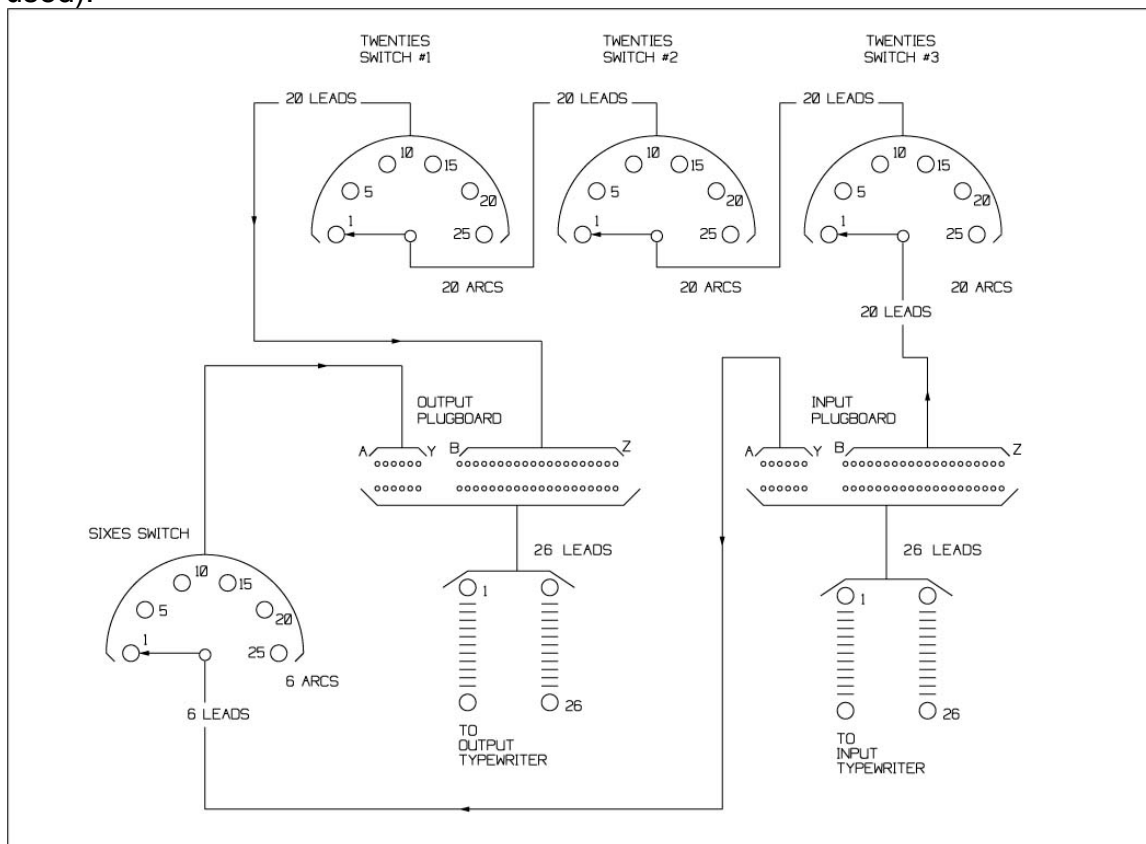 used).
TWENTIES
SWITCH #1
TWENTIES
SWITCH #2
TWENTIES
SWITCH #3
20 LEADS
20 LEADS
20 LEADS
1
5
10
15
20
25
1
5
10
15
20
25
1
5
10
15
20
25
20 ARCS
20 ARCS
20 ARCS
20 LEADS
OUTPUT
PLUGBOARD
INPUT
PLUGBOARD
A Y B Z
A Y B Z
SIXES SWITCH
1
5
10
15
20
25
6 ARCS
6 LEADS
26 LEADS
1
26
TO
OUTPUT
TYPEWRITER
26 LEADS
1
26
TO
INPUT
TYPEWRITER